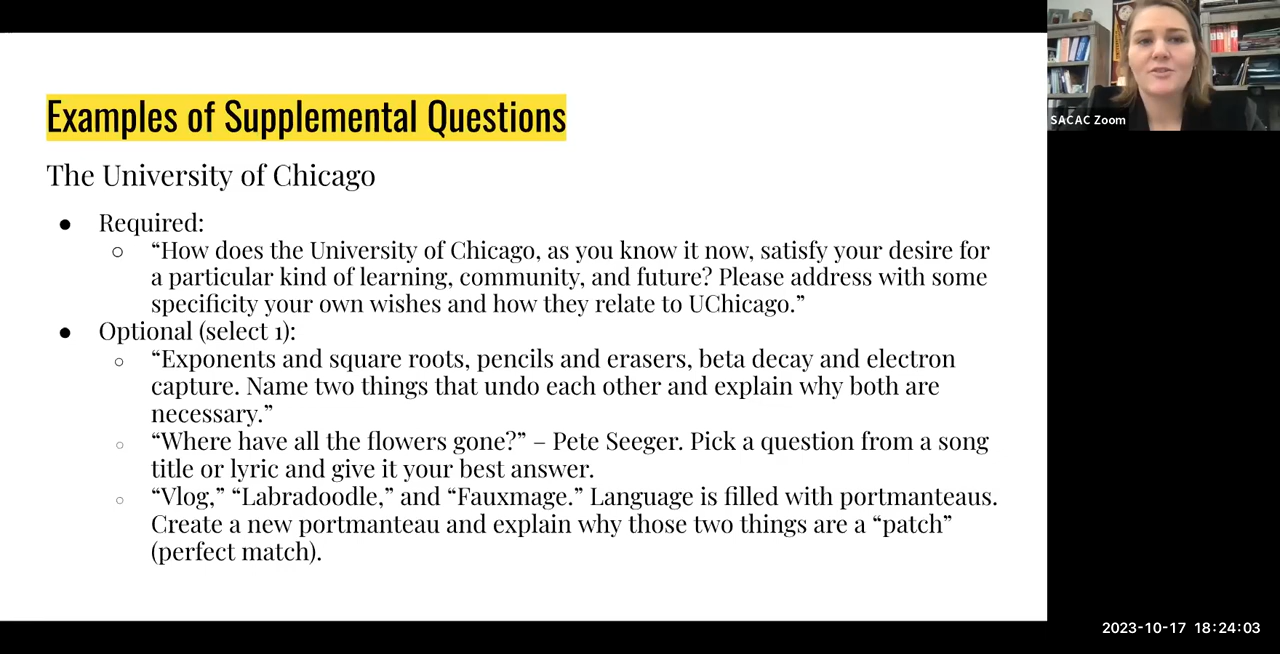 Examples of Supplemental Questions
The University of Chicago
● Required:
○ “How does the University of Chicago, as you know it now, satisfy your desire for
a particular kind of learning, community, and future? Please address with some
specificity your own wishes and how they relate to UChicago.”
● Optional (select 1):
○ “Exponents and square roots, pencils and erasers, beta decay and electron
capture. Name two things that undo each other and explain why both are
necessary.”
○ “Where have all the flowers gone?” – Pete Seeger. Pick a question from a song
title or lyric and give it your best answer.
○ “Vlog,” “Labradoodle,” and “Fauxmage.” Language is filled with portmanteaus.
Create a new portmanteau and explain why those two things are a “patch”
(perfect match).
SACAC Zoom
2023-10-17 18:24:03